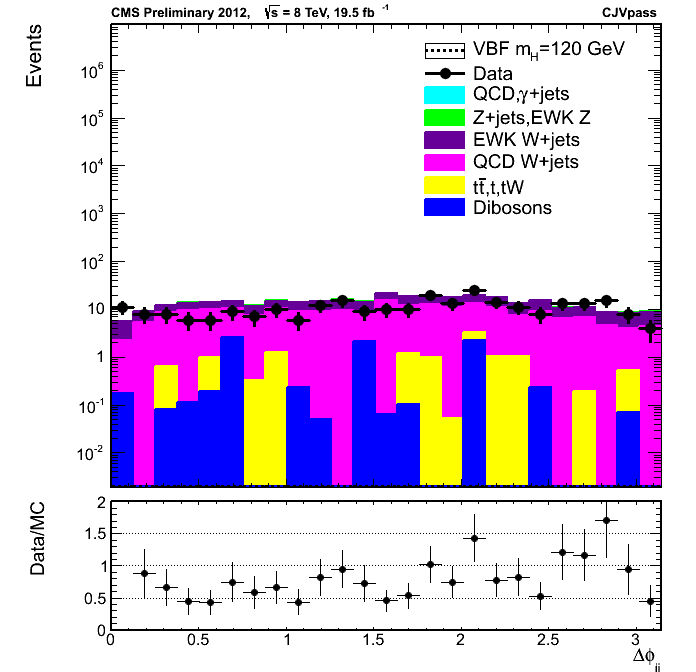 CMS Preliminary 2012, √s = 8 TeV, 19.5 fb⁻¹ CJVpass
Events
VBF m_H=120 GeV
Data
QCD,γ+jets
Z+jets,EWK Z
EWK W+jets
QCD W+jets
tt̄,t,tW
Dibosons
10⁶
10⁵
10⁴
10³
10²
10
1
10⁻¹
10⁻²
Data/MC
2
1.5
1
0.5
0
0 0.5 1 1.5 2 2.5 3
Δϕ_jj